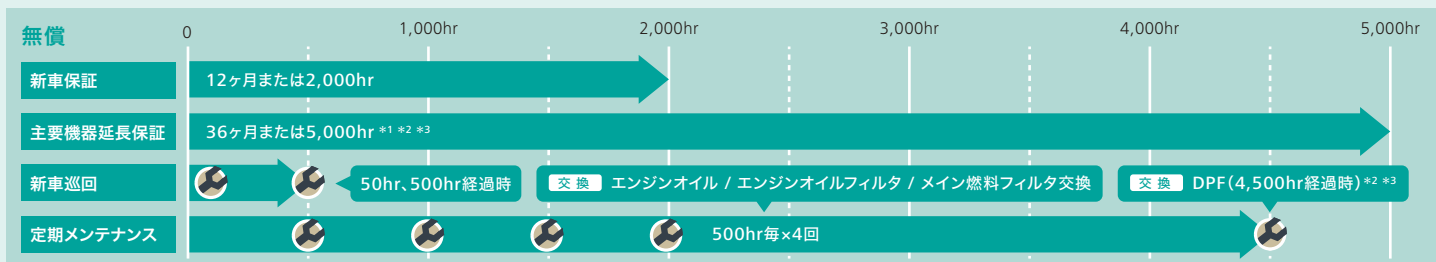 無償
0 1,000hr 2,000hr 3,000hr 4,000hr 5,000hr
新車保証 12ヶ月または2,000hr
主要機器延長保証 36ヶ月または5,000hr *1 *2 *3
新車巡回 50hr、500hr経過時 交換 エンジンオイル / エンジンオイルフィルタ / メイン燃料フィルタ交換 交換 DPF(4,500hr経過時)*2 *3
定期メンテナンス 500hr毎×4回